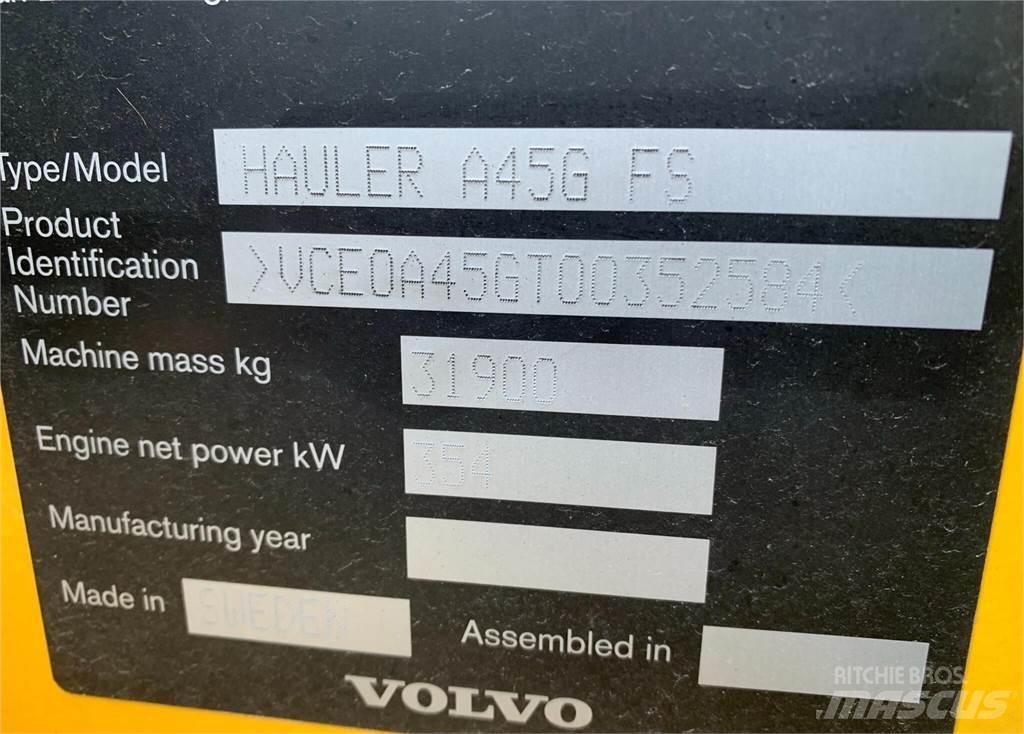 Type/Model HAULER A45G FS
Product
Identification >VCE0A45GT00352584<
Number
Machine mass kg 31900
Engine net power kW 354
Manufacturing year
Made in SWEDEN
Assembled in
VOLVO
RITCHIE BROS.
MASCUS